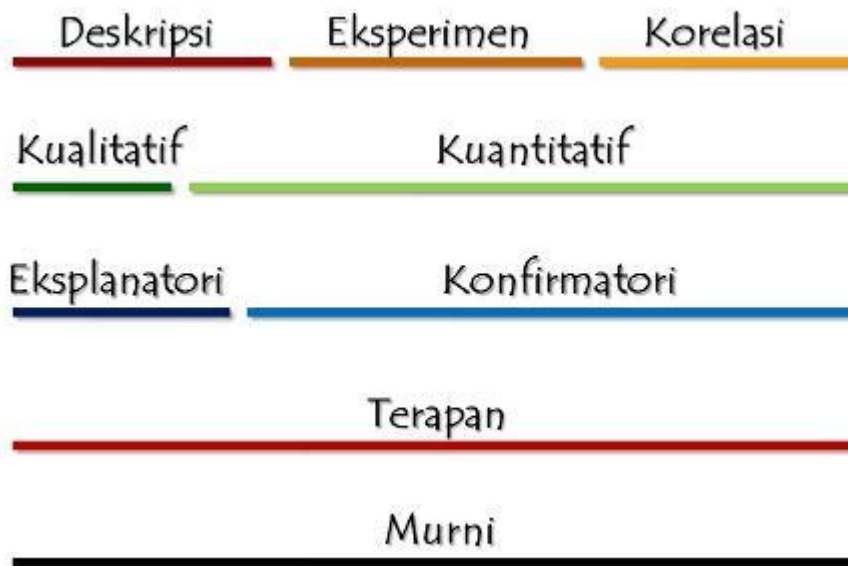 Deskripsi Eksperimen Korelasi
Kualitatif Kuantitatif
Eksplanatori Konfirmatori
Terapan
Murni